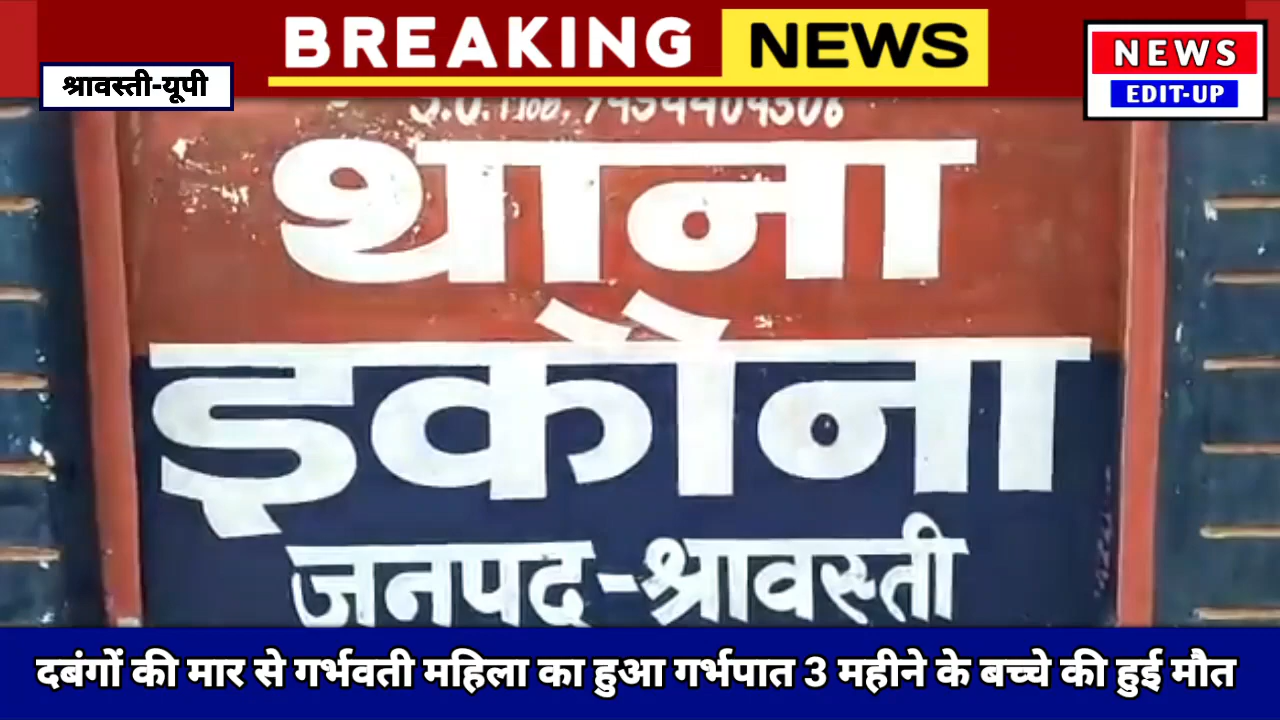 BREAKING NEWS
NEWS
EDIT-UP
श्रावस्ती-यूपी
थाना
इकौना
जनपद-श्रावस्ती
दबंगों की मार से गर्भवती महिला का हुआ गर्भपात 3 महीने के बच्चे की हुई मौत